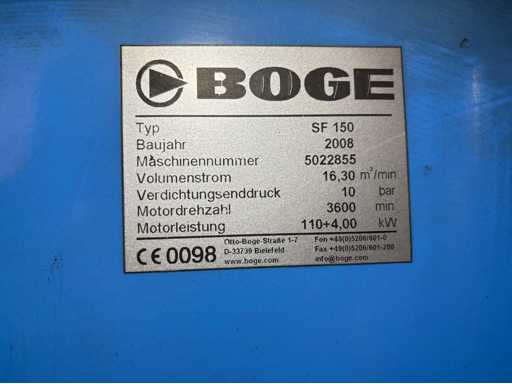 BOGE
Typ SF 150
Baujahr 2008
Maschinennummer 5022855
Volumenstrom 16,30 m³/min
Verdichtungsenddruck 10 bar
Motordrehzahl 3600 min
Motorleistung 110+4,00 kW
CE0098
Otto-Boge-Straße 1-7 Fon +49(0)5206/601-0
D-33739 Bielefeld Fax +49(0)5206/601-200
www.boge.com info@boge.com